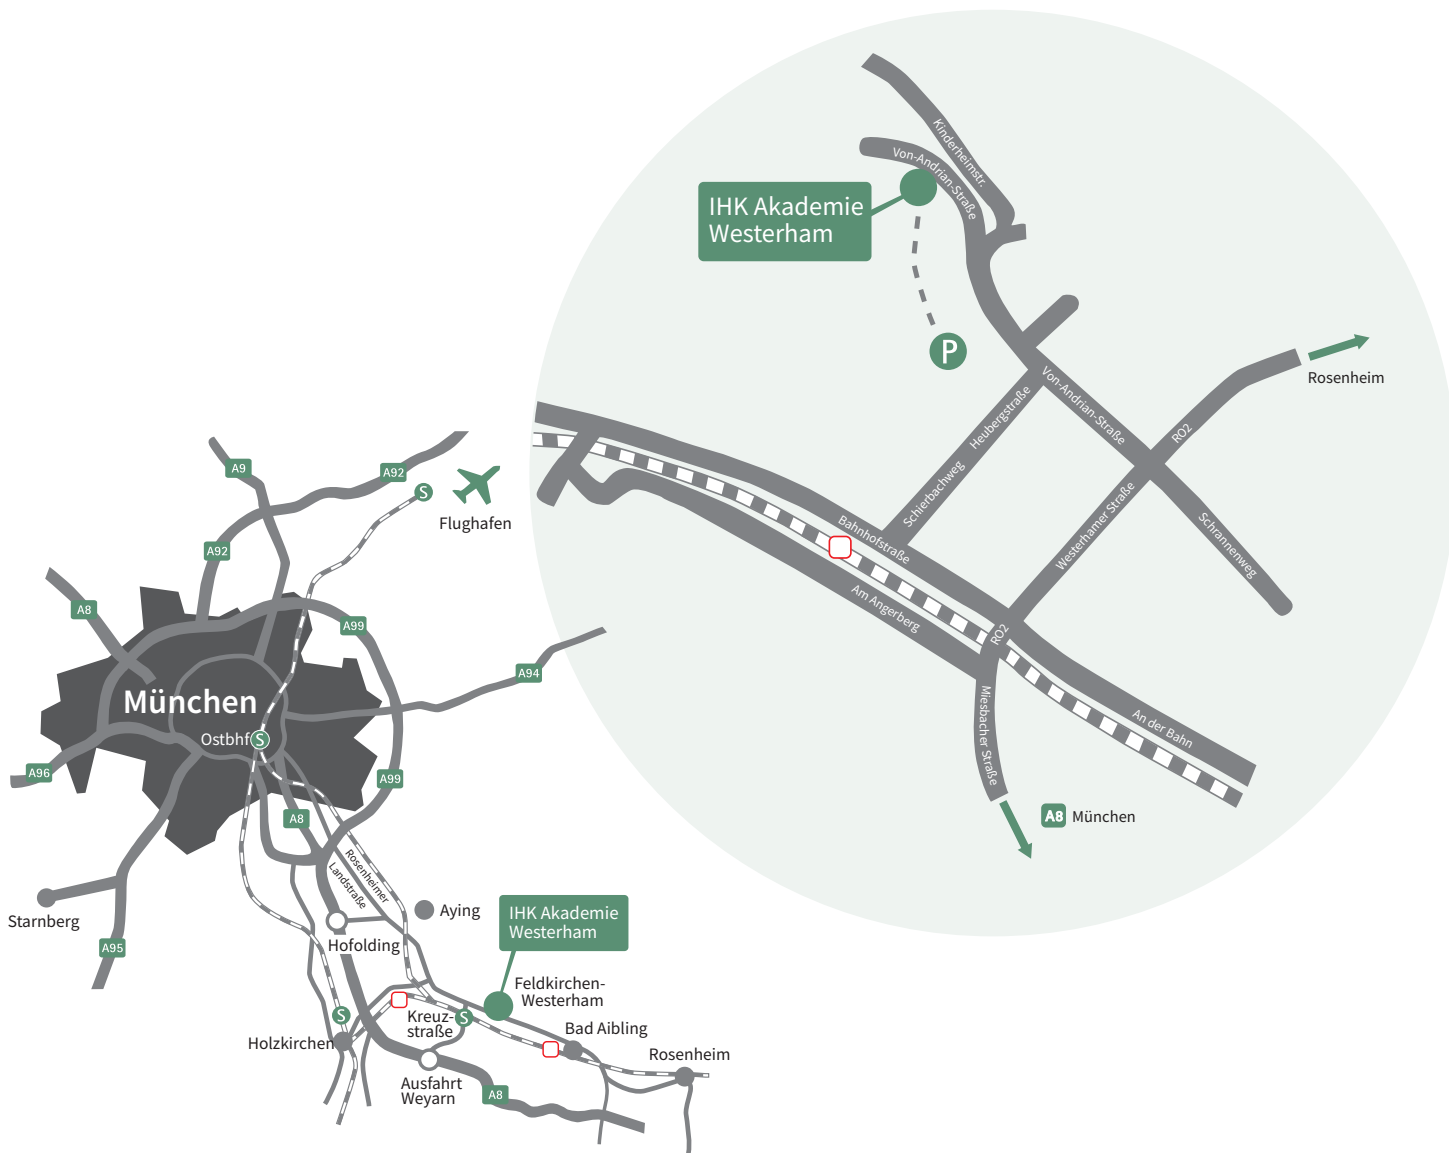 Kinderheimstr.
Von-Andrian-Straße
IHK Akademie
Westerham
P
Rosenheim
Von-Andrian-Straße
RO2
Heubergstraße
Schierbachweg
Westerhamer Straße
Schrannenweg
Bahnhofstraße
Am Angerberg
RO2
Miesbacher Straße
An der Bahn
A8 München
A9
A92
S
Flughafen
A92
A8
A99
A94
München
Ostbhf S
A96
A99
A8
Rosenheimer
Landstraße
Starnberg
A95
Aying
Hofolding
IHK Akademie
Westerham
Feldkirchen-
Westerham
S
Kreuz-
straße
S
Holzkirchen
Bad Aibling
Rosenheim
Ausfahrt
Weyarn
A8